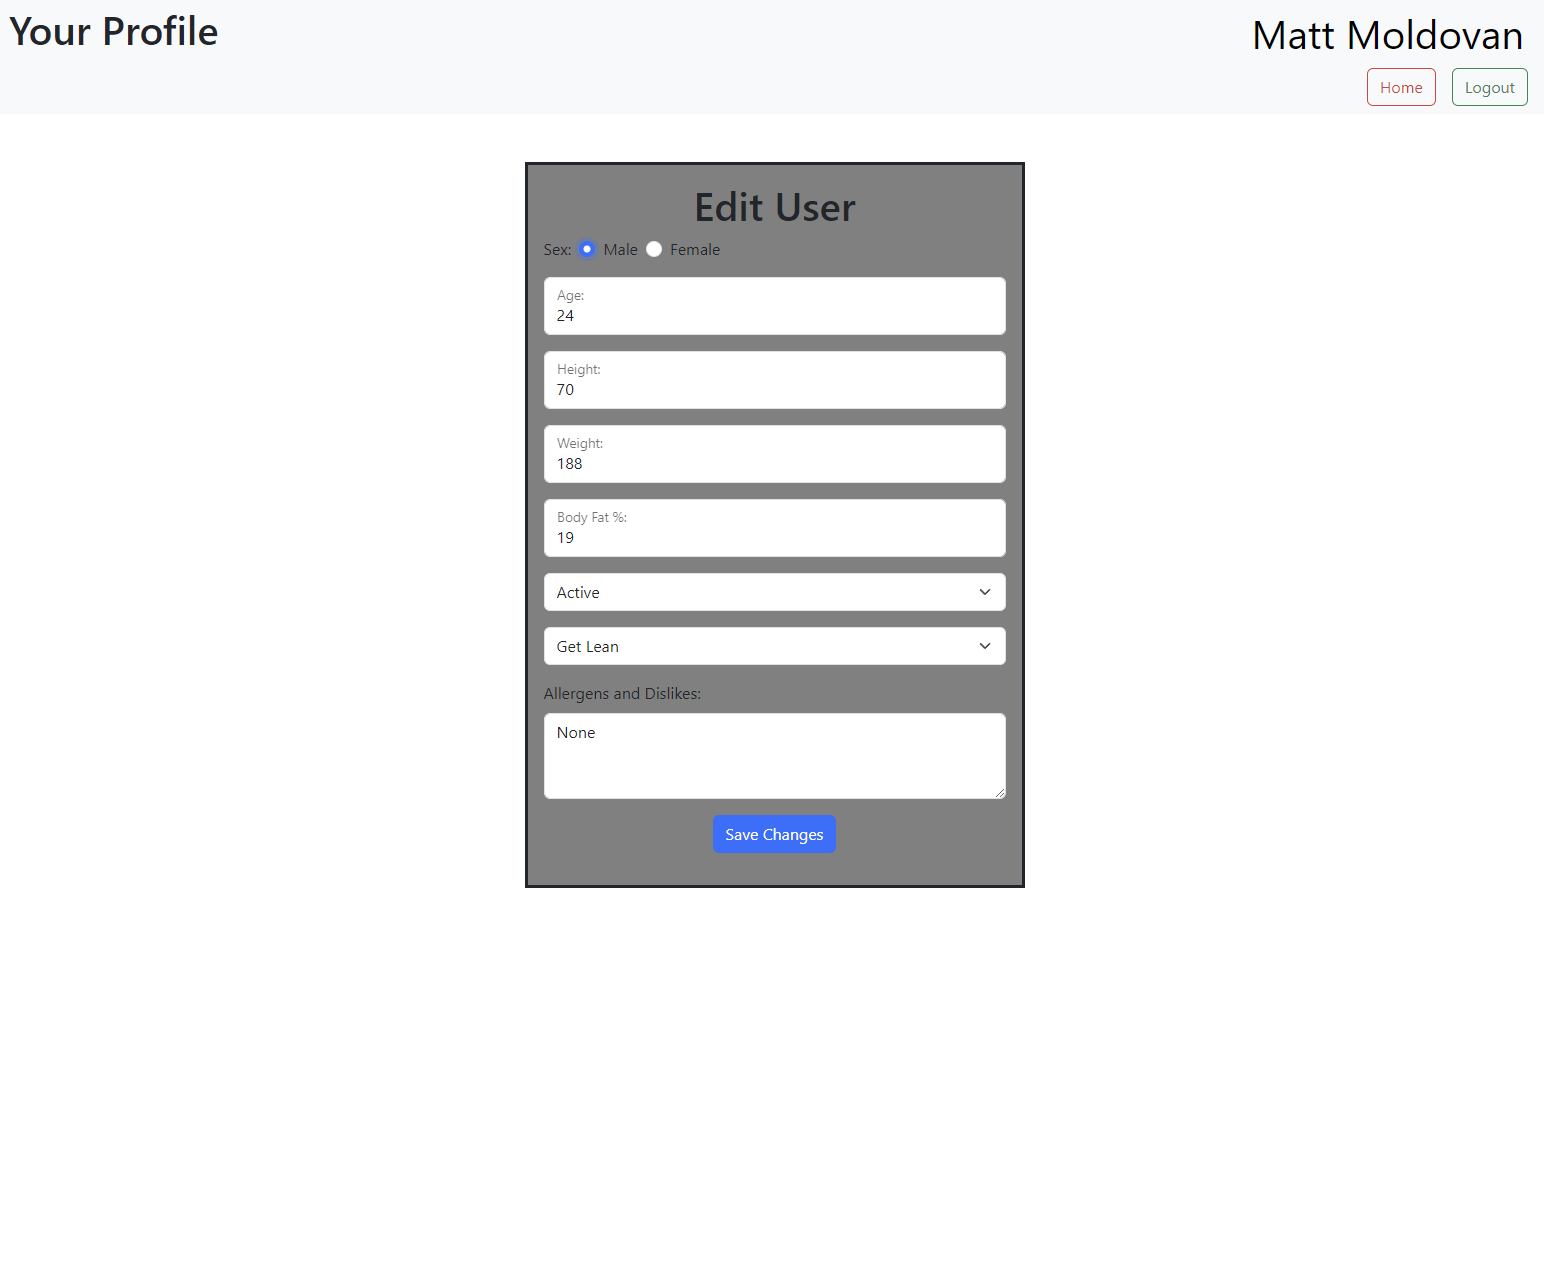 Your Profile
Matt Moldovan
Home Logout
Edit User
Sex: Male Female
Age:
24
Height:
70
Weight:
188
Body Fat %:
19
Active
Get Lean
Allergens and Dislikes:
None
Save Changes